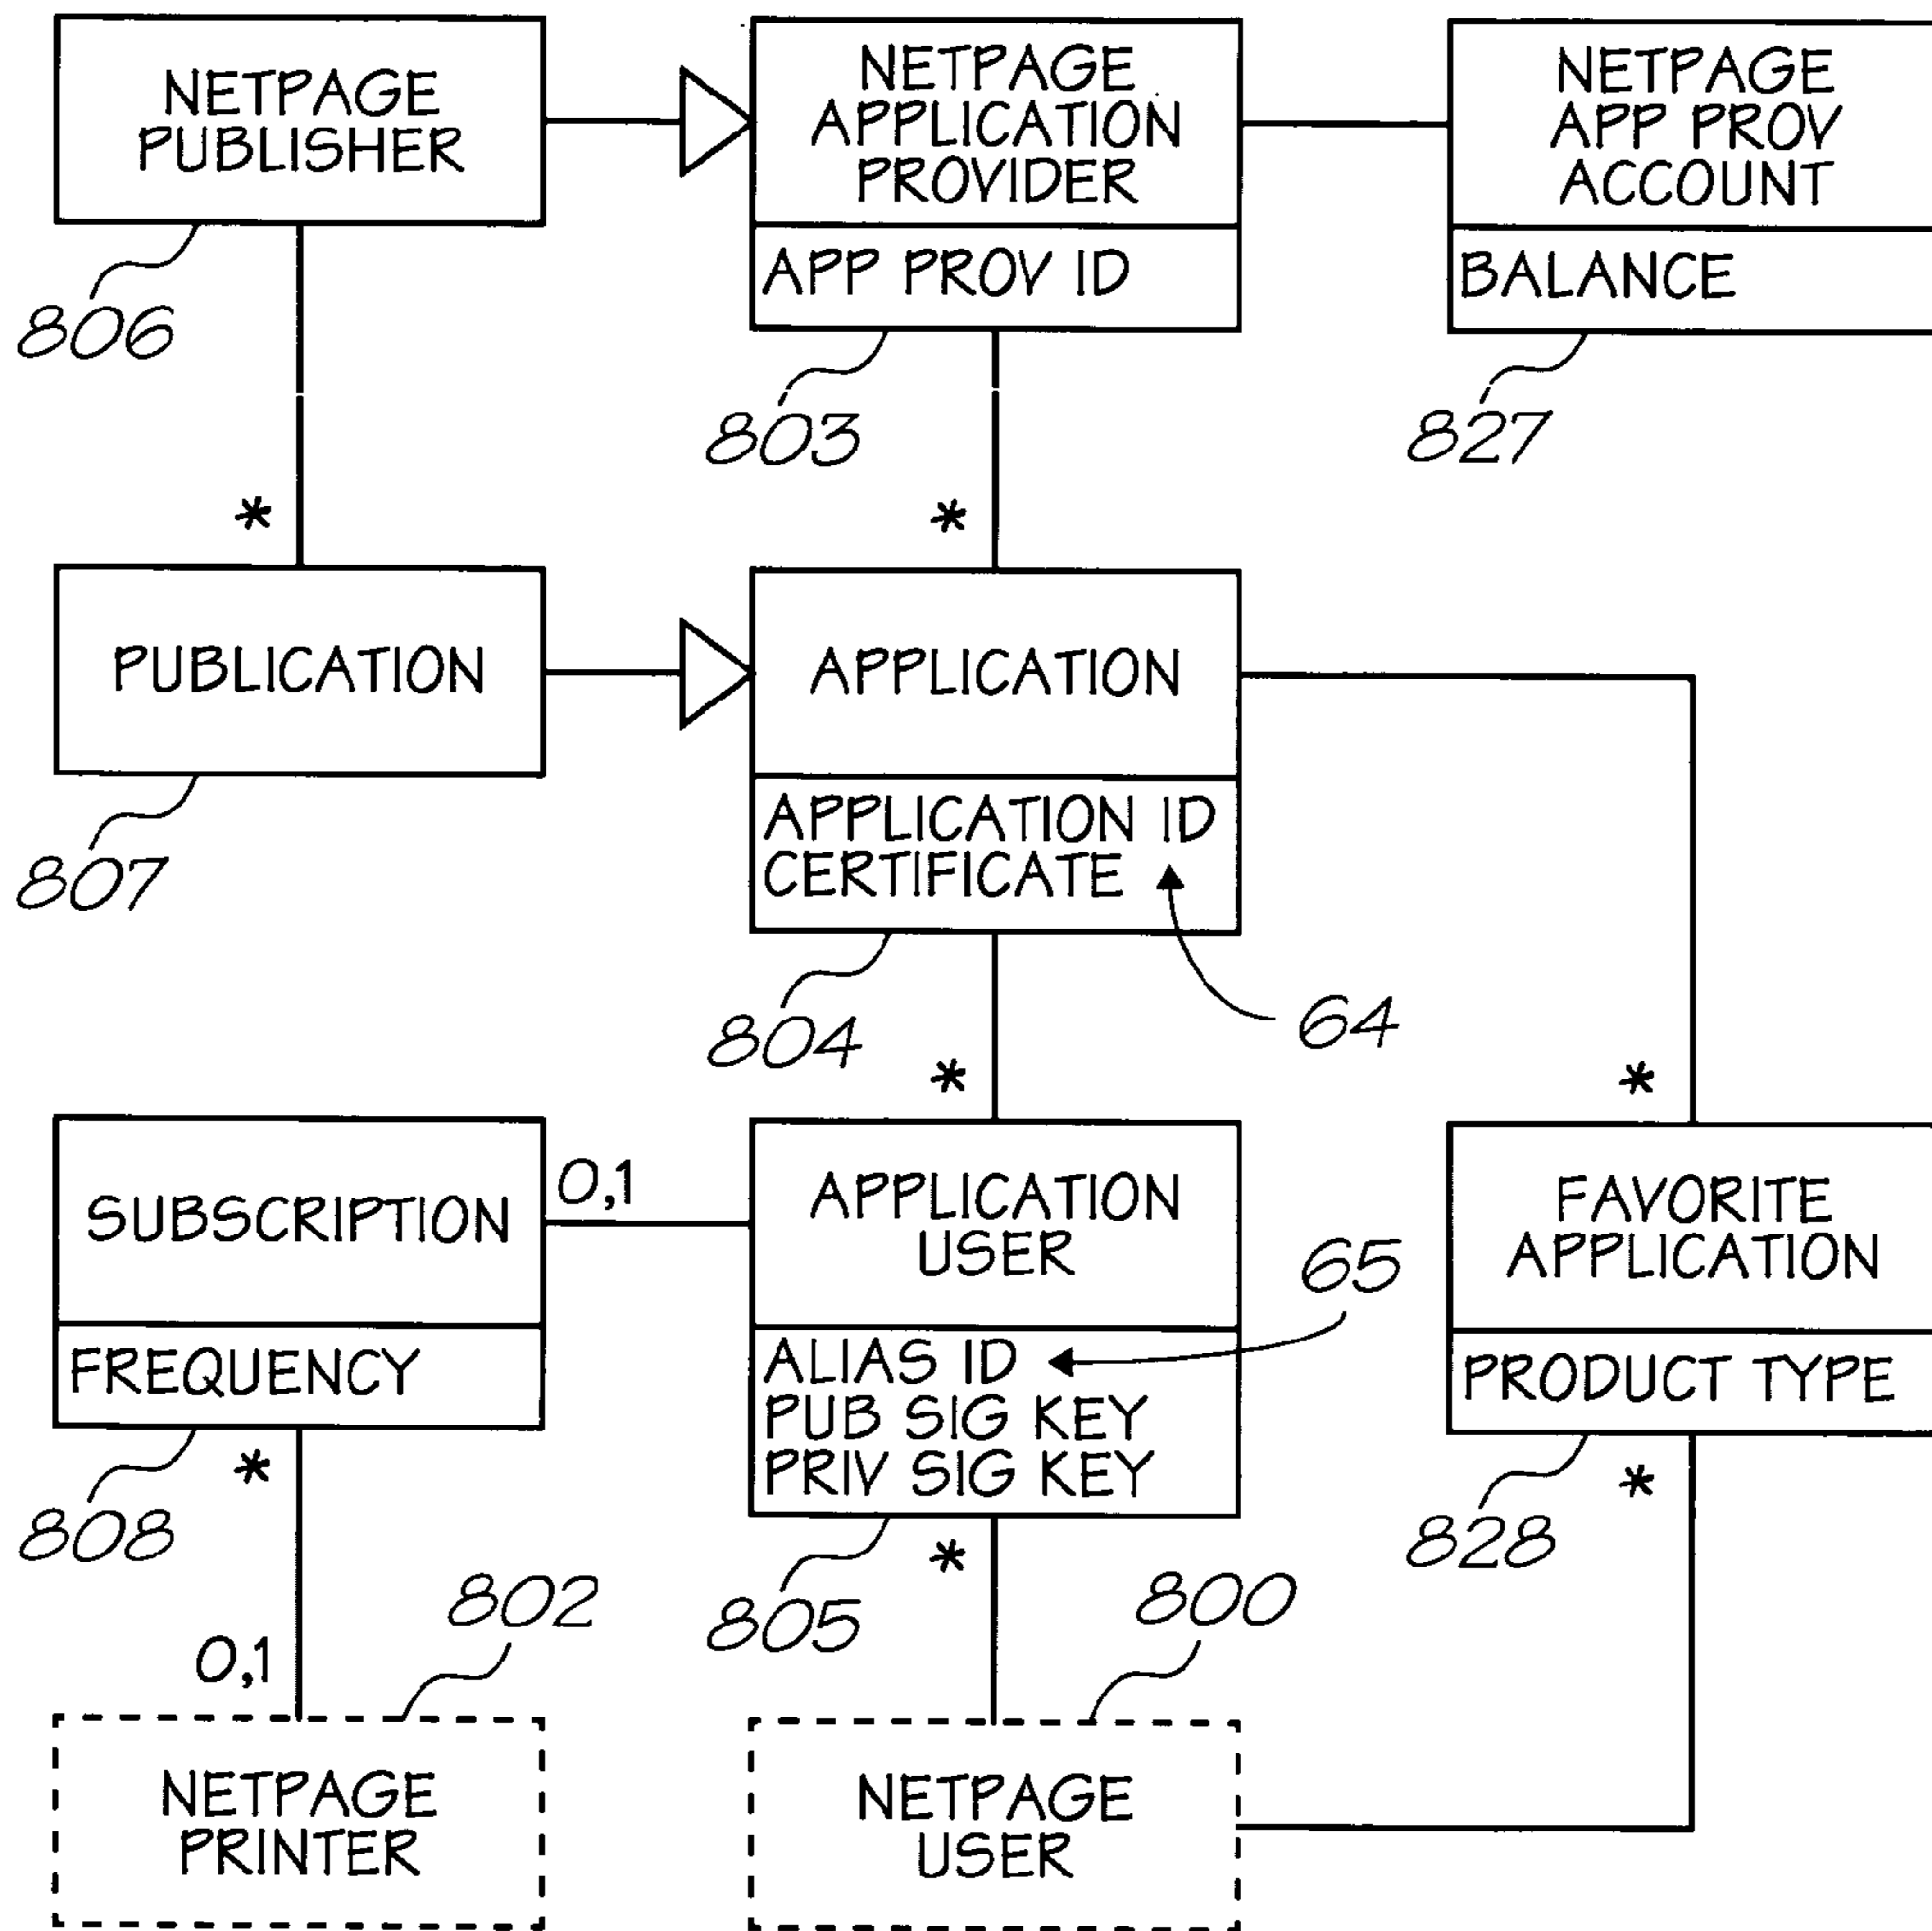 NETPAGE
PUBLISHER
NETPAGE
APPLICATION
PROVIDER
APP PROV ID
NETPAGE
APP PROV
ACCOUNT
BALANCE
806
803
827
*
*
PUBLICATION
APPLICATION
APPLICATION ID
CERTIFICATE
807
804
64
*
*
SUBSCRIPTION
FREQUENCY
0,1
APPLICATION
USER
ALIAS ID
PUB SIG KEY
PRIV SIG KEY
65
FAVORITE
APPLICATION
PRODUCT TYPE
808
*
805
*
828
*
802
800
0,1
NETPAGE
PRINTER
NETPAGE
USER